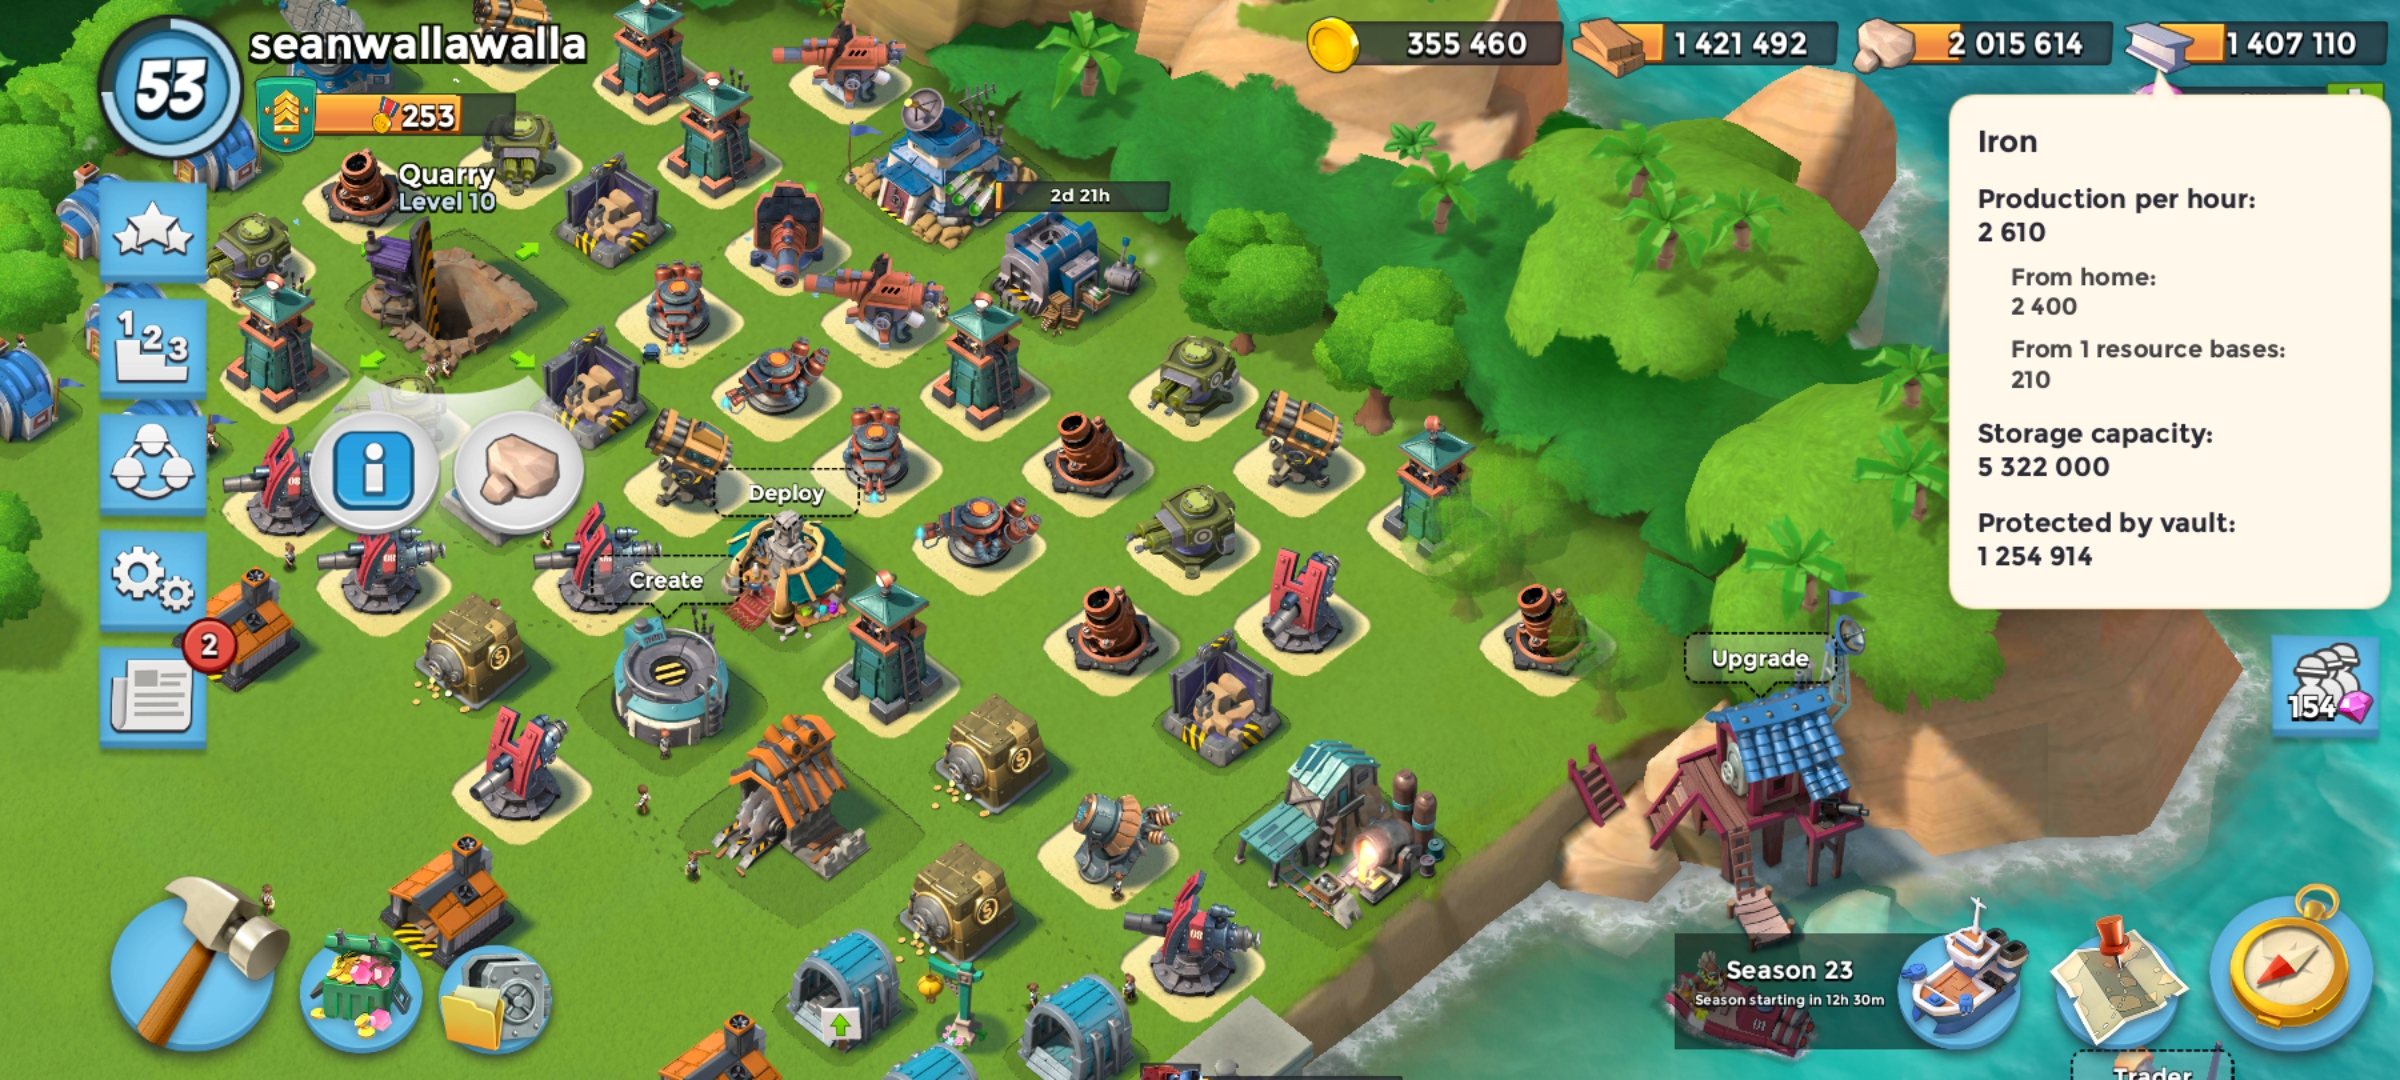 53
seanwallawalla
253
355 460
1 421 492
2 015 614
1 407 110
Quarry
Level 10
2d 21h
Iron
Production per hour:
2 610
From home:
2 400
From 1 resource bases:
210
Storage capacity:
5 322 000
Protected by vault:
1 254 914
1 2 3
i
Deploy
Create
2
Upgrade
154
Season 23
Season starting in 12h 30m
Trader